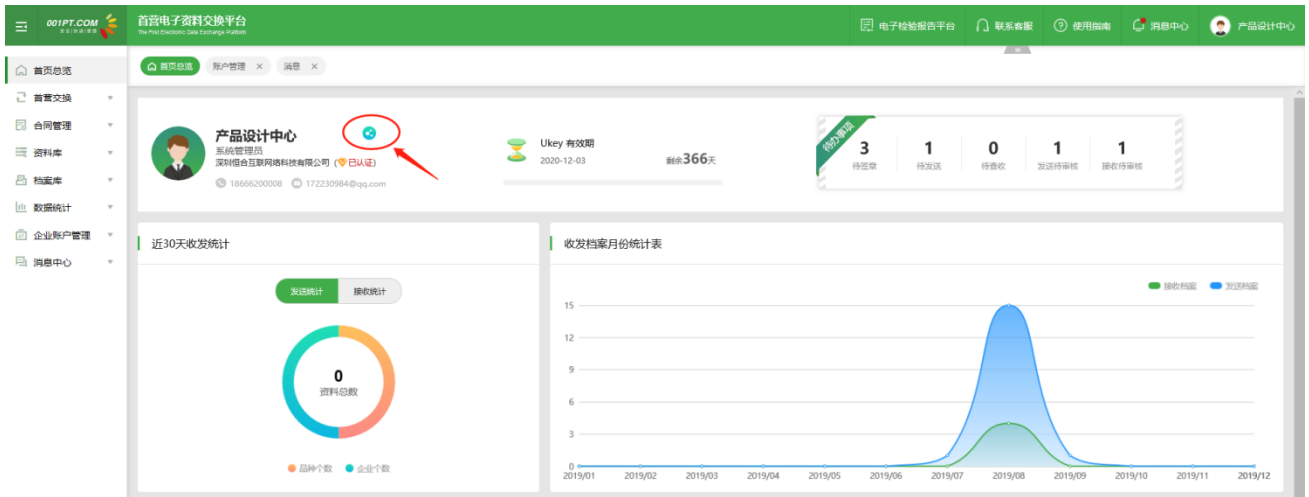 001PT.COM
首营电子资料交换平台
The First Electronic Data Exchange Platform
电子检验报告平台
联系客服
使用指南
消息中心
产品设计中心
首页总览
首营交换
合同管理
资料库
档案库
数据统计
企业账户管理
消息中心
首页总览
账户管理 ×
消息 ×
产品设计中心
系统管理员
深圳恒合互联网络科技有限公司 (已认证)
18666200008 172230984@qq.com
Ukey 有效期
2020-12-03 剩余366天
待办事项
3 1 0 1 1
待签章 待发送 待查收 发送待审核 接收待审核
近30天收发统计
发送统计 接收统计
0
资料总数
品种个数 企业个数
收发档案月份统计表
接收档案 发送档案
15
12
9
6
3
0
2019/01 2019/02 2019/03 2019/04 2019/05 2019/06 2019/07 2019/08 2019/09 2019/10 2019/11 2019/12